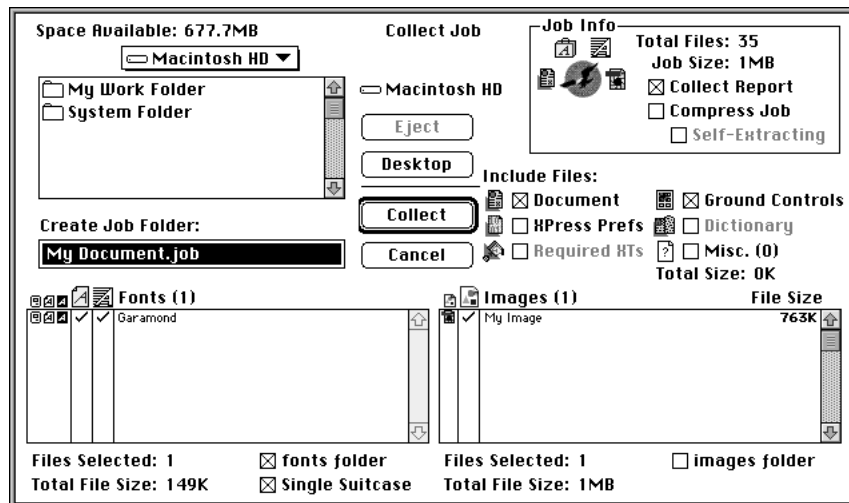 Space Available: 677.7MB
Collect Job
Job Info
Macintosh HD
Total Files: 35
Job Size: 1MB
My Work Folder
System Folder
Macintosh HD
Collect Report
Eject
Compress Job
Self-Extracting
Desktop
Include Files:
Document
Ground Controls
Collect
Create Job Folder:
XPress Prefs
Dictionary
My Document.job
Cancel
Required XTs
Misc. (0)
Total Size: 0K
Fonts (1)
Images (1)
File Size
Garamond
My Image
763K
Files Selected: 1
fonts folder
Files Selected: 1
images folder
Total File Size: 149K
Single Suitcase
Total File Size: 1MB